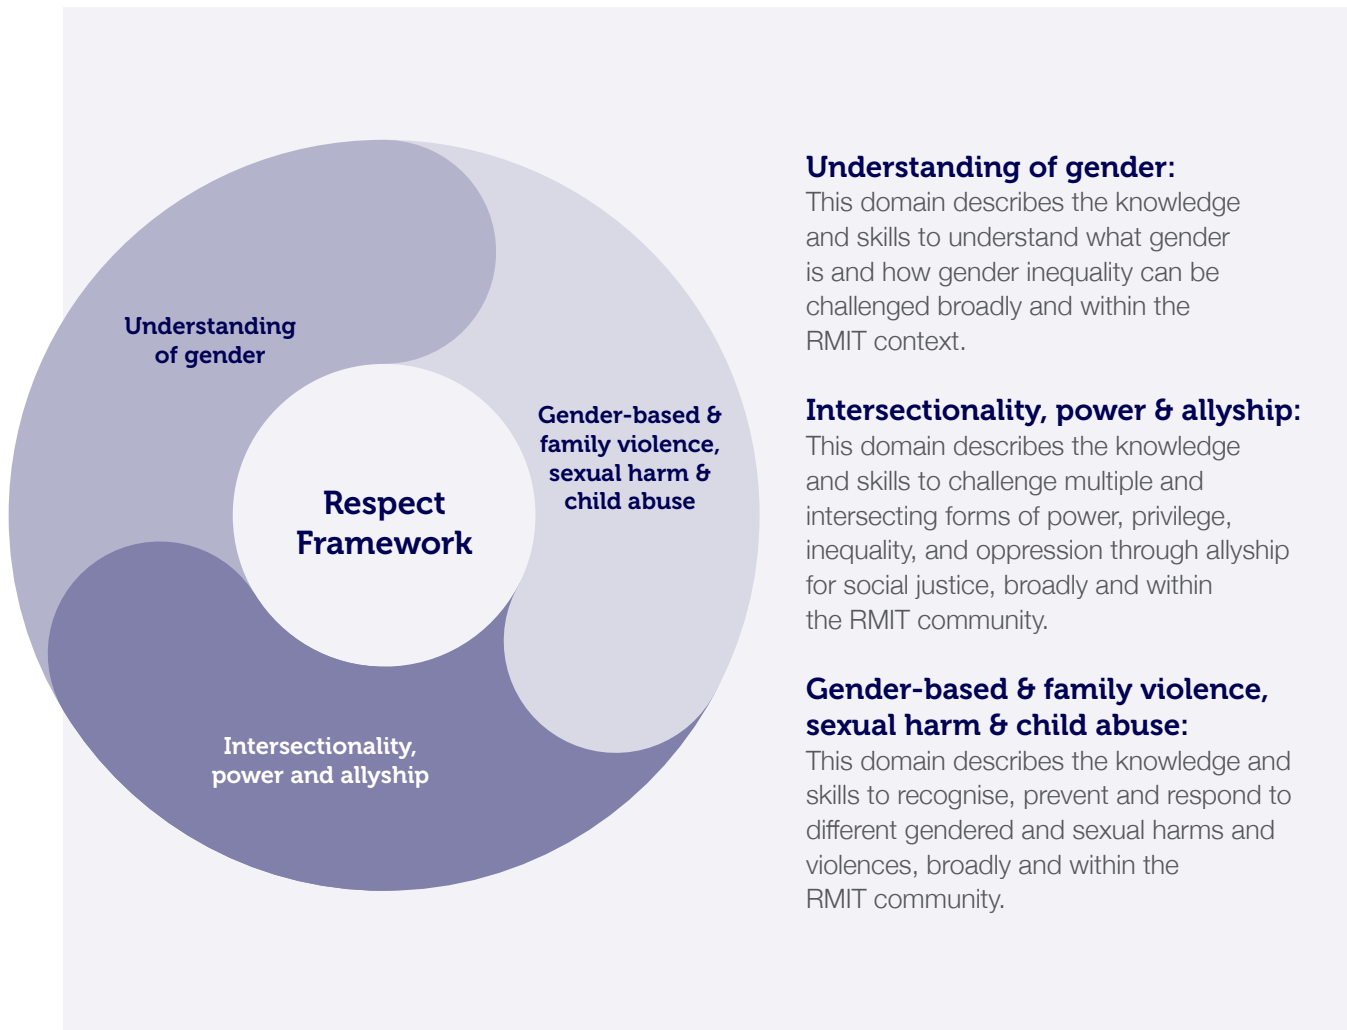 Understanding
of gender
Gender-based &
family violence,
sexual harm &
child abuse
Respect
Framework
Intersectionality,
power and allyship
Understanding of gender:
This domain describes the knowledge
and skills to understand what gender
is and how gender inequality can be
challenged broadly and within the
RMIT context.
Intersectionality, power & allyship:
This domain describes the knowledge
and skills to challenge multiple and
intersecting forms of power, privilege,
inequality, and oppression through allyship
for social justice, broadly and within
the RMIT community.
Gender-based & family violence,
sexual harm & child abuse:
This domain describes the knowledge and
skills to recognise, prevent and respond to
different gendered and sexual harms and
violences, broadly and within the
RMIT community.